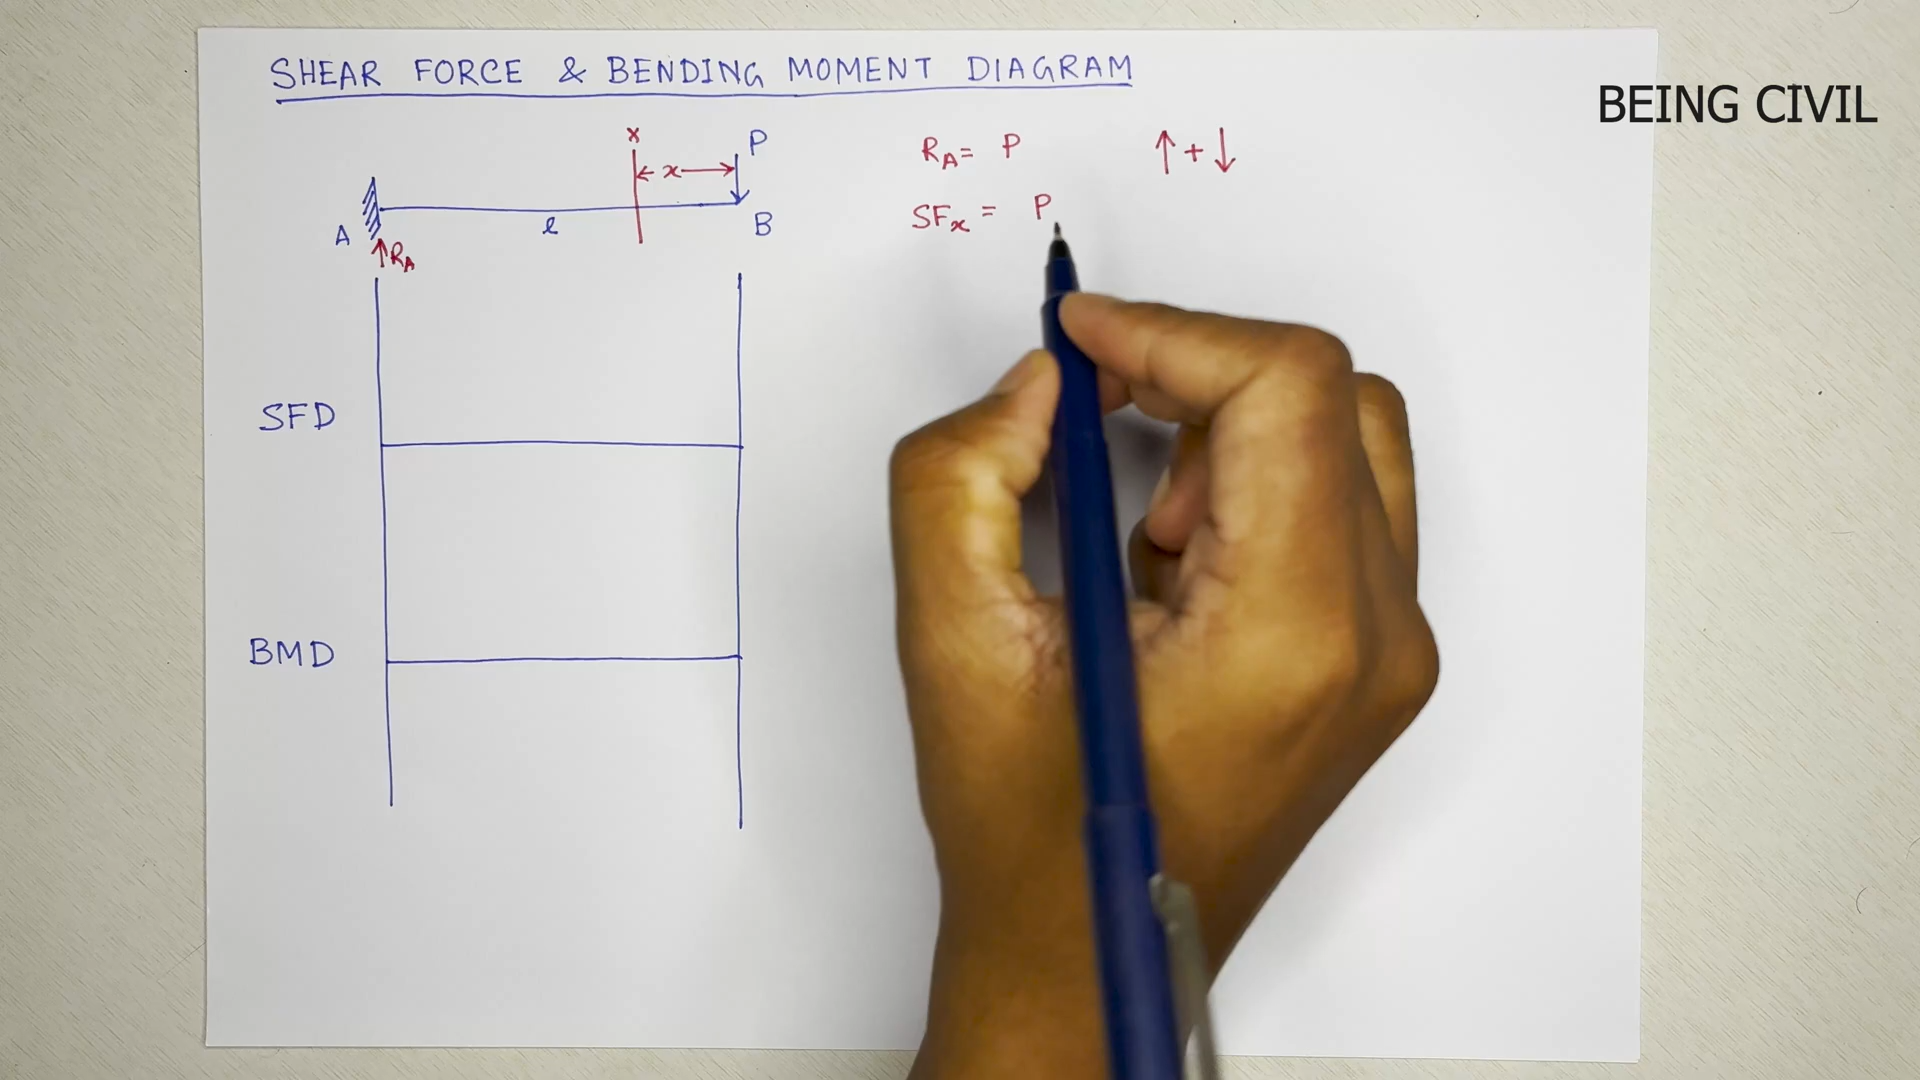 SHEAR FORCE & BENDING MOMENT DIAGRAM
BEING CIVIL
x
P
x
A
l
B
RA
RA = P
↑ + ↓
SFx = P
SFD
BMD